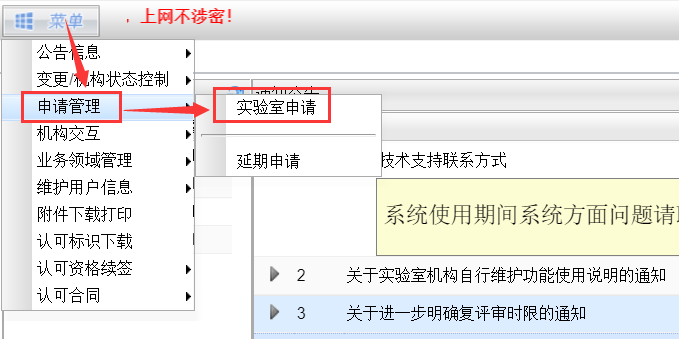 菜单
，上网不涉密！
公告信息
变更/机构状态控制
申请管理
机构交互
业务领域管理
维护用户信息
附件下载打印
认可标识下载
认可资格续签
认可合同
实验室申请
延期申请
通知公告
技术支持联系方式
系统使用期间系统方面问题请
2 关于实验室机构自行维护功能使用说明的通知
3 关于进一步明确复评审时限的通知